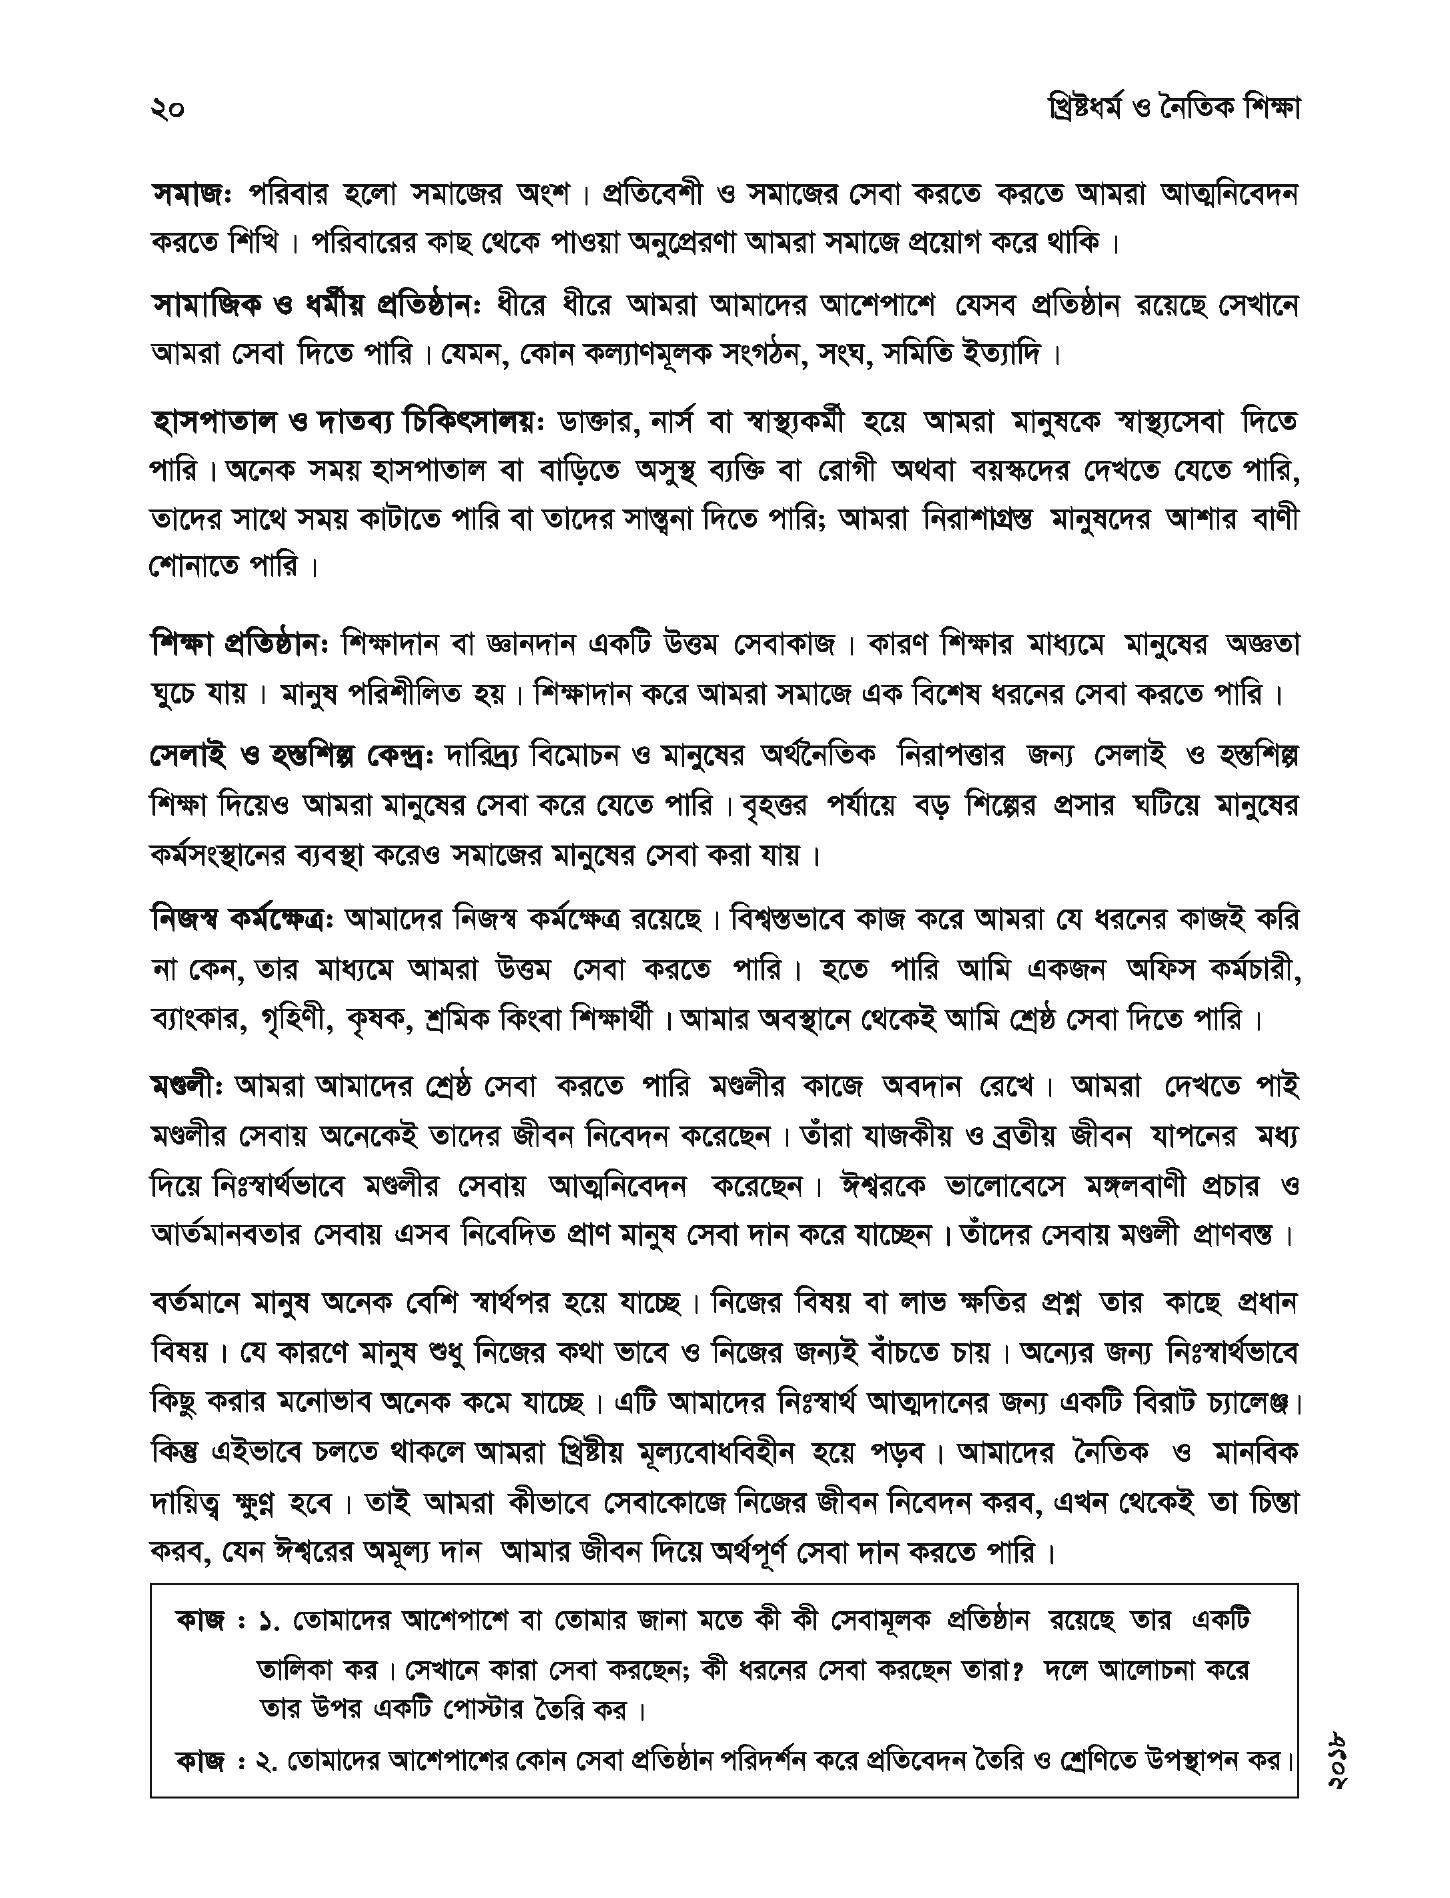 ২০
খ্রিষ্টধর্ম ও নৈতিক শিক্ষা
সমাজ: পরিবার হলো সমাজের অংশ। প্রতিবেশী ও সমাজের সেবা করতে করতে আমরা আত্মনিবেদন
করতে শিখি। পরিবারের কাছ থেকে পাওয়া অনুপ্রেরণা আমরা সমাজে প্রয়োগ করে থাকি।
সামাজিক ও ধর্মীয় প্রতিষ্ঠান: ধীরে ধীরে আমরা আমাদের আশেপাশে যেসব প্রতিষ্ঠান রয়েছে সেখানে
আমরা সেবা দিতে পারি। যেমন, কোন কল্যাণমূলক সংগঠন, সংঘ, সমিতি ইত্যাদি।
হাসপাতাল ও দাতব্য চিকিৎসালয়: ডাক্তার, নার্স বা স্বাস্থ্যকর্মী হয়ে আমরা মানুষকে স্বাস্থ্যসেবা দিতে
পারি। অনেক সময় হাসপাতাল বা বাড়িতে অসুস্থ ব্যক্তি বা রোগী অথবা বয়স্কদের দেখতে যেতে পারি,
তাদের সাথে সময় কাটাতে পারি বা তাদের সান্ত্বনা দিতে পারি; আমরা নিরাশাগ্রস্ত মানুষদের আশার বাণী
শোনাতে পারি।
শিক্ষা প্রতিষ্ঠান: শিক্ষাদান বা জ্ঞানদান একটি উত্তম সেবাকাজ। কারণ শিক্ষার মাধ্যমে মানুষের অজ্ঞতা
ঘুচে যায়। মানুষ পরিশীলিত হয়। শিক্ষাদান করে আমরা সমাজে এক বিশেষ ধরনের সেবা করতে পারি।
সেলাই ও হস্তশিল্প কেন্দ্র: দারিদ্র্য বিমোচন ও মানুষের অর্থনৈতিক নিরাপত্তার জন্য সেলাই ও হস্তশিল্প
শিক্ষা দিয়েও আমরা মানুষের সেবা করে যেতে পারি। বৃহত্তর পর্যায়ে বড় শিল্পের প্রসার ঘটিয়ে মানুষের
কর্মসংস্থানের ব্যবস্থা করেও সমাজের মানুষের সেবা করা যায়।
নিজস্ব কর্মক্ষেত্র: আমাদের নিজস্ব কর্মক্ষেত্র রয়েছে। বিশ্বস্তভাবে কাজ করে আমরা যে ধরনের কাজই করি
না কেন, তার মাধ্যমে আমরা উত্তম সেবা করতে পারি। হতে পারি আমি একজন অফিস কর্মচারী,
ব্যাংকার, গৃহিণী, কৃষক, শ্রমিক কিংবা শিক্ষার্থী। আমার অবস্থানে থেকেই আমি শ্রেষ্ঠ সেবা দিতে পারি।
মণ্ডলী: আমরা আমাদের শ্রেষ্ঠ সেবা করতে পারি মণ্ডলীর কাজে অবদান রেখে। আমরা দেখতে পাই
মণ্ডলীর সেবায় অনেকেই তাদের জীবন নিবেদন করেছেন। তাঁরা যাজকীয় ও ব্রতীয় জীবন যাপনের মধ্য
দিয়ে নিঃস্বার্থভাবে মণ্ডলীর সেবায় আত্মনিবেদন করেছেন। ঈশ্বরকে ভালোবেসে মঙ্গলবাণী প্রচার ও
আর্তমানবতার সেবায় এসব নিবেদিত প্রাণ মানুষ সেবা দান করে যাচ্ছেন। তাঁদের সেবায় মণ্ডলী প্রাণবন্ত।
বর্তমানে মানুষ অনেক বেশি স্বার্থপর হয়ে যাচ্ছে। নিজের বিষয় বা লাভ ক্ষতির প্রশ্ন তার কাছে প্রধান
বিষয়। যে কারণে মানুষ শুধু নিজের কথা ভাবে ও নিজের জন্যই বাঁচতে চায়। অন্যের জন্য নিঃস্বার্থভাবে
কিছু করার মনোভাব অনেক কমে যাচ্ছে। এটি আমাদের নিঃস্বার্থ আত্মদানের জন্য একটি বিরাট চ্যালেঞ্জ।
কিন্তু এইভাবে চলতে থাকলে আমরা খ্রিষ্টীয় মূল্যবোধবিহীন হয়ে পড়ব। আমাদের নৈতিক ও মানবিক
দায়িত্ব ক্ষুণ্ণ হবে। তাই আমরা কীভাবে সেবাকোজে নিজের জীবন নিবেদন করব, এখন থেকেই তা চিন্তা
করব, যেন ঈশ্বরের অমূল্য দান আমার জীবন দিয়ে অর্থপূর্ণ সেবা দান করতে পারি।
কাজ : ১. তোমাদের আশেপাশে বা তোমার জানা মতে কী কী সেবামূলক প্রতিষ্ঠান রয়েছে তার একটি
তালিকা কর। সেখানে কারা সেবা করছেন; কী ধরনের সেবা করছেন তারা? দলে আলোচনা করে
তার উপর একটি পোস্টার তৈরি কর।
কাজ : ২. তোমাদের আশেপাশের কোন সেবা প্রতিষ্ঠান পরিদর্শন করে প্রতিবেদন তৈরি ও শ্রেণিতে উপস্থাপন কর।
২০১৮